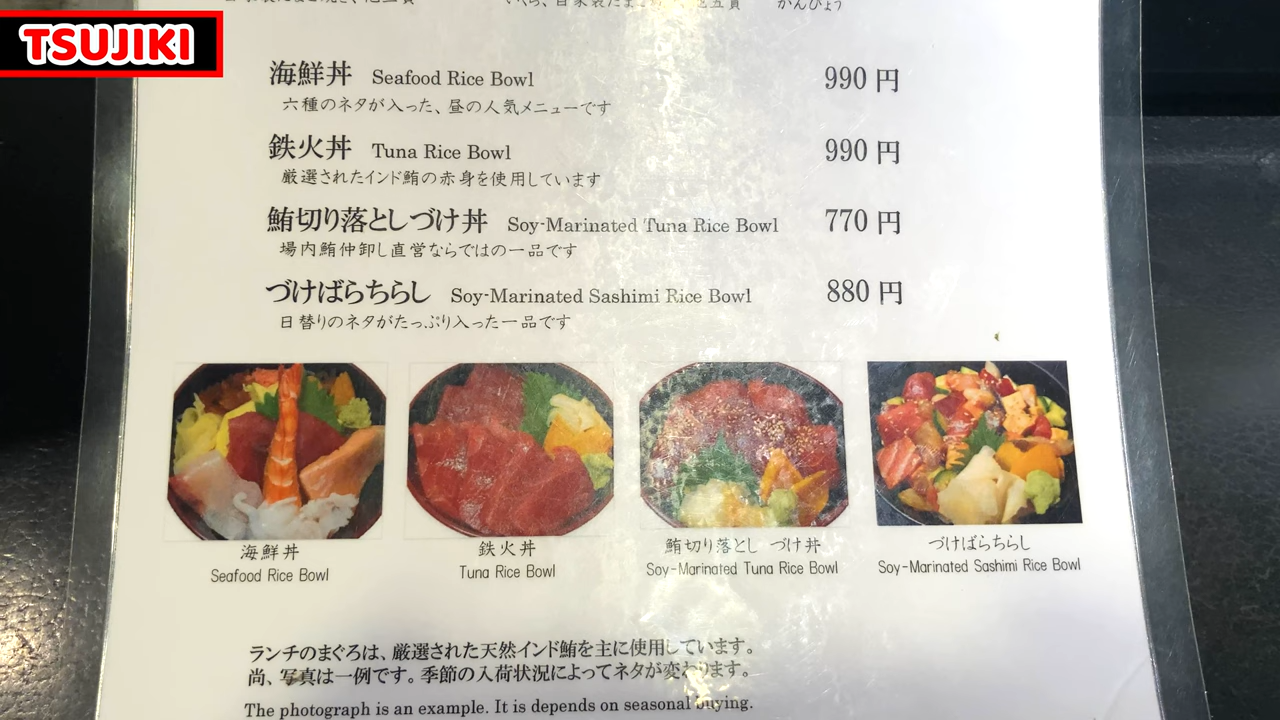 TSUJIKI
海鮮丼 Seafood Rice Bowl 990 円
六種のネタが入った、昼の人気メニューです
鉄火丼 Tuna Rice Bowl 990 円
厳選されたインド鮪の赤身を使用しています
鮪切り落としづけ丼 Soy-Marinated Tuna Rice Bowl 770 円
場内鮪仲卸し直営ならではの一品です
づけばらちらし Soy-Marinated Sashimi Rice Bowl 880 円
日替りのネタがたっぷり入った一品です
海鮮丼
Seafood Rice Bowl
鉄火丼
Tuna Rice Bowl
鮪切り落とし づけ丼
Soy-Marinated Tuna Rice Bowl
づけばらちらし
Soy-Marinated Sashimi Rice Bowl
ランチのまぐろは、厳選された天然インド鮪を主に使用しています。
尚、写真は一例です。季節の入荷状況によってネタが変わります。
The photograph is an example. It is depends on seasonal buying.